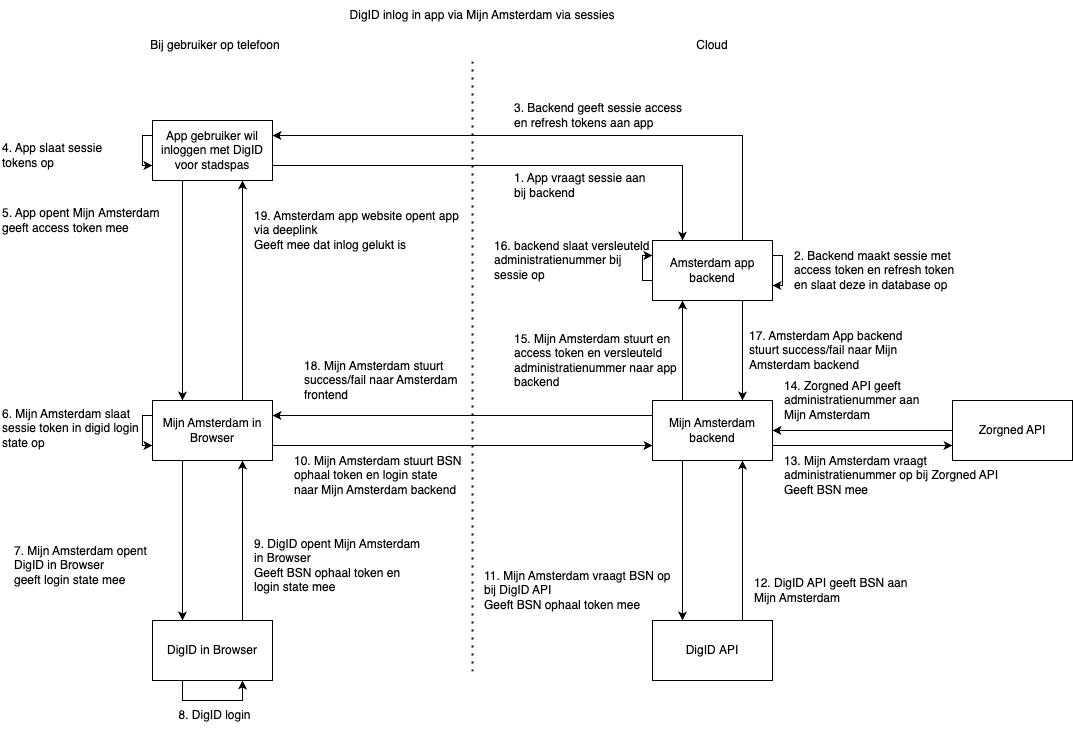 DigID inlog in app via Mijn Amsterdam via sessies
Bij gebruiker op telefoon
Cloud
3. Backend geeft sessie access
en refresh tokens aan app
App gebruiker wil
inloggen met DigID
voor stadspas
4. App slaat sessie
tokens op
1. App vraagt sessie aan
bij backend
5. App opent Mijn Amsterdam
geeft access token mee
19. Amsterdam app website opent app
via deeplink
Geeft mee dat inlog gelukt is
16. backend slaat versleuteld
administratienummer bij
sessie op
Amsterdam app
backend
2. Backend maakt sessie met
access token en refresh token
en slaat deze in database op
15. Mijn Amsterdam stuurt en
access token en versleuteld
administratienummer naar app
backend
17. Amsterdam App backend
stuurt success/fail naar Mijn
Amsterdam backend
18. Mijn Amsterdam stuurt
success/fail naar Amsterdam
frontend
14. Zorgned API geeft
administratienummer aan
Mijn Amsterdam
6. Mijn Amsterdam slaat
sessie token in digid login
state op
Mijn Amsterdam in
Browser
Mijn Amsterdam
backend
Zorgned API
10. Mijn Amsterdam stuurt BSN
ophaal token en login state
naar Mijn Amsterdam backend
13. Mijn Amsterdam vraagt
administratienummer op bij Zorgned API
Geeft BSN mee
7. Mijn Amsterdam opent
DigID in Browser
geeft login state mee
9. DigID opent Mijn Amsterdam
in Browser
Geeft BSN ophaal token en
login state mee
11. Mijn Amsterdam vraagt BSN op
bij DigID API
Geeft BSN ophaal token mee
12. DigID API geeft BSN aan
Mijn Amsterdam
DigID in Browser
DigID API
8. DigID login